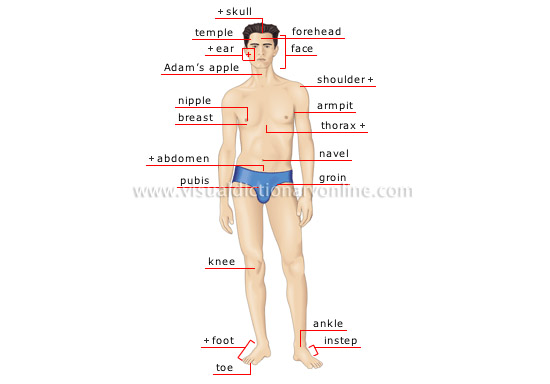 + skull
temple
forehead
+ ear
face
Adam's apple
shoulder +
nipple
armpit
breast
thorax +
+ abdomen
navel
pubis
groin
www.visualdictionaryonline.com
knee
ankle
+ foot
instep
toe